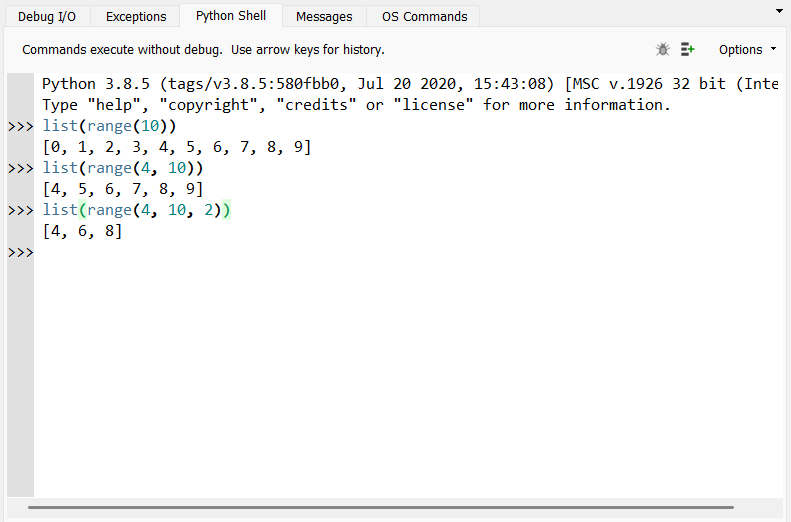 Debug I/O Exceptions Python Shell Messages OS Commands
Commands execute without debug. Use arrow keys for history. Options
Python 3.8.5 (tags/v3.8.5:580fbb0, Jul 20 2020, 15:43:08) [MSC v.1926 32 bit (Inte
Type "help", "copyright", "credits" or "license" for more information.
>>> list(range(10))
[0, 1, 2, 3, 4, 5, 6, 7, 8, 9]
>>> list(range(4, 10))
[4, 5, 6, 7, 8, 9]
>>> list(range(4, 10, 2))
[4, 6, 8]
>>>